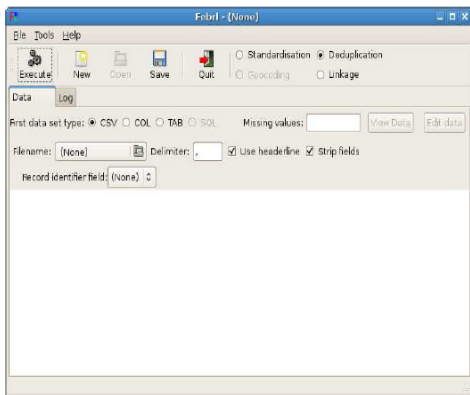 Febrl - (None)
File Tools Help
Execute New Open Save Quit
Standardisation Deduplication
Geocoding Linkage
Data Log
First data set type: CSV COL TAB SQL Missing values: View Data Edit data
Filename: (None) Delimiter: , Use headerline Strip fields
Record identifier field: (None)